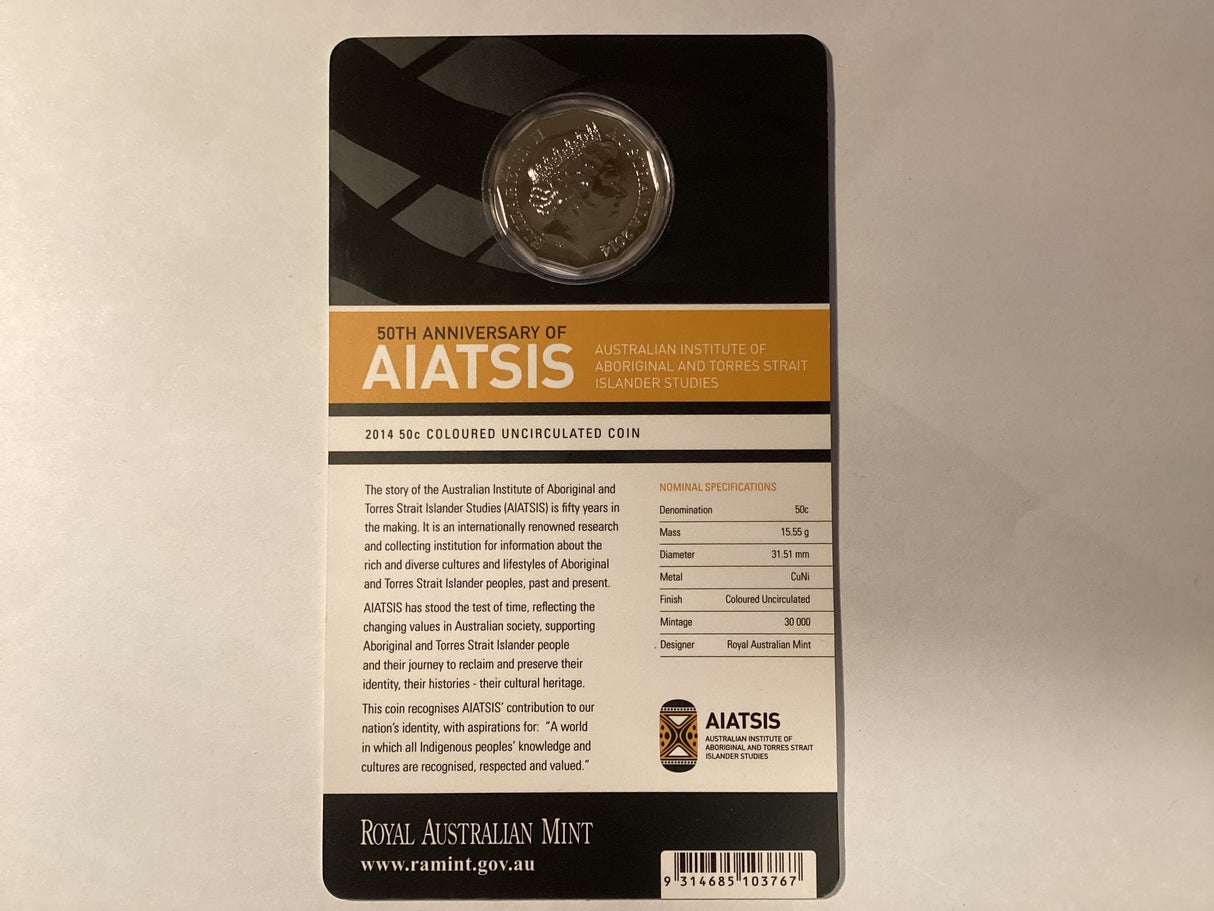 ELIZABETH II
AUSTRALIA 2014
50TH ANNIVERSARY OF
AIATSIS
AUSTRALIAN INSTITUTE OF
ABORIGINAL AND TORRES STRAIT
ISLANDER STUDIES
2014 50c COLOURED UNCIRCULATED COIN
The story of the Australian Institute of Aboriginal and
Torres Strait Islander Studies (AIATSIS) is fifty years in
the making. It is an internationally renowned research
and collecting institution for information about the
rich and diverse cultures and lifestyles of Aboriginal
and Torres Strait Islander peoples, past and present.
AIATSIS has stood the test of time, reflecting the
changing values in Australian society, supporting
Aboriginal and Torres Strait Islander people
and their journey to reclaim and preserve their
identity, their histories - their cultural heritage.
This coin recognises AIATSIS' contribution to our
nation's identity, with aspirations for: "A world
in which all Indigenous peoples' knowledge and
cultures are recognised, respected and valued."
NOMINAL SPECIFICATIONS
Denomination 50c
Mass 15.55 g
Diameter 31.51 mm
Metal CuNi
Finish Coloured Uncirculated
Mintage 30 000
Designer Royal Australian Mint
AIATSIS
AUSTRALIAN INSTITUTE OF
ABORIGINAL AND TORRES STRAIT
ISLANDER STUDIES
ROYAL AUSTRALIAN MINT
www.ramint.gov.au
9 314685 103767